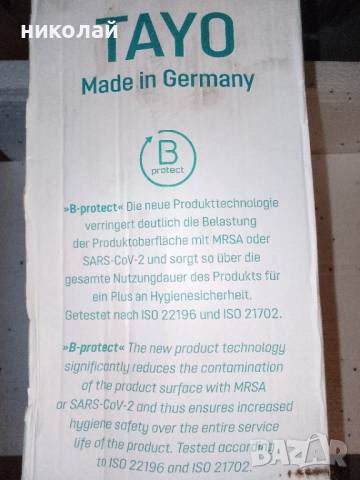 николай
TAYO
Made in Germany
B
protect
»B-protect« Die neue Produkttechnologie
verringert deutlich die Belastung
der Produktoberfläche mit MRSA oder
SARS-CoV-2 und sorgt so über die
gesamte Nutzungdauer des Produkts für
ein Plus an Hygienesicherheit.
Getestet nach ISO 22196 und ISO 21702.
»B-protect« The new product technology
significantly reduces the contamination
of the product surface with MRSA
or SARS-CoV-2 and thus ensures increased
hygiene safety over the entire service
life of the product. Tested according
to ISO 22196 and ISO 21702.
BAZAR